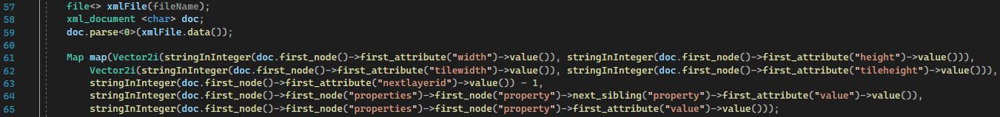 57 file<> xmlFile(fileName);
58 xml_document <char> doc;
59 doc.parse<0>(xmlFile.data());
60
61 Map map(Vector2i(stringInInteger(doc.first_node()->first_attribute("width")->value()), stringInInteger(doc.first_node()->first_attribute("height")->value())),
62 Vector2i(stringInInteger(doc.first_node()->first_attribute("tilewidth")->value()), stringInInteger(doc.first_node()->first_attribute("tileheight")->value())),
63 stringInInteger(doc.first_node()->first_attribute("nextlayerid")->value()) - 1,
64 stringInInteger(doc.first_node()->first_node("properties")->first_node("property")->next_sibling("property")->first_attribute("value")->value()),
65 stringInInteger(doc.first_node()->first_node("properties")->first_node("property")->first_attribute("value")->value()));